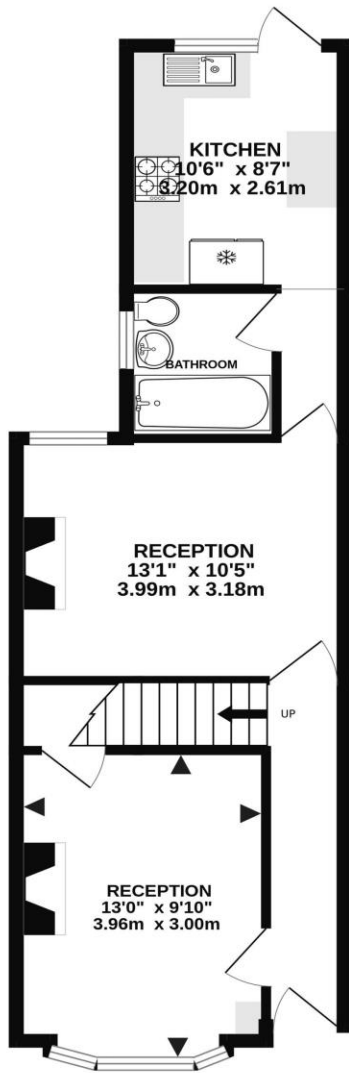 KITCHEN
10'6" x 8'7"
3.20m x 2.61m
BATHROOM
RECEPTION
13'1" x 10'5"
3.99m x 3.18m
UP
RECEPTION
13'0" x 9'10"
3.96m x 3.00m